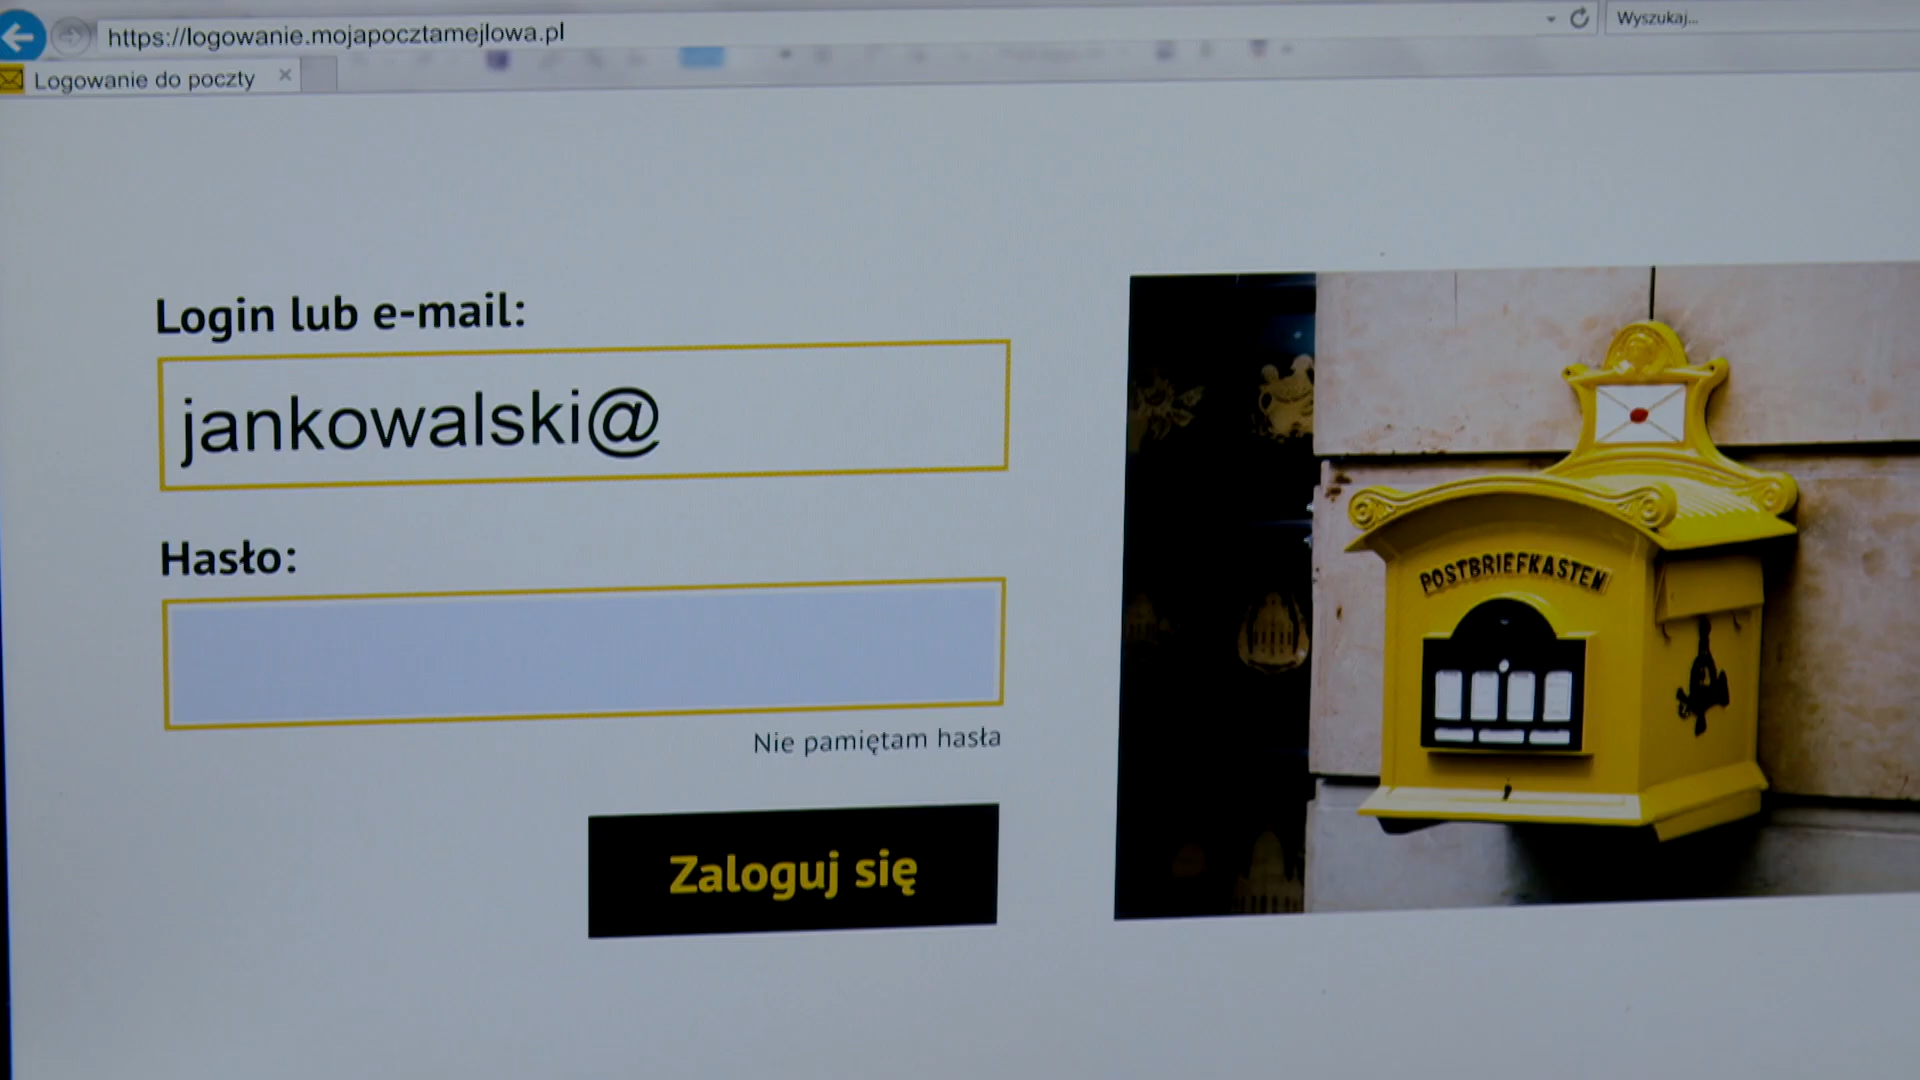 https://logowanie.mojapocztamejlowa.pl
Wyszukaj...
Logowanie do poczty
Login lub e-mail:
jankowalski@
Hasło:
Nie pamiętam hasła
Zaloguj się
POSTBRIEFKASTEN